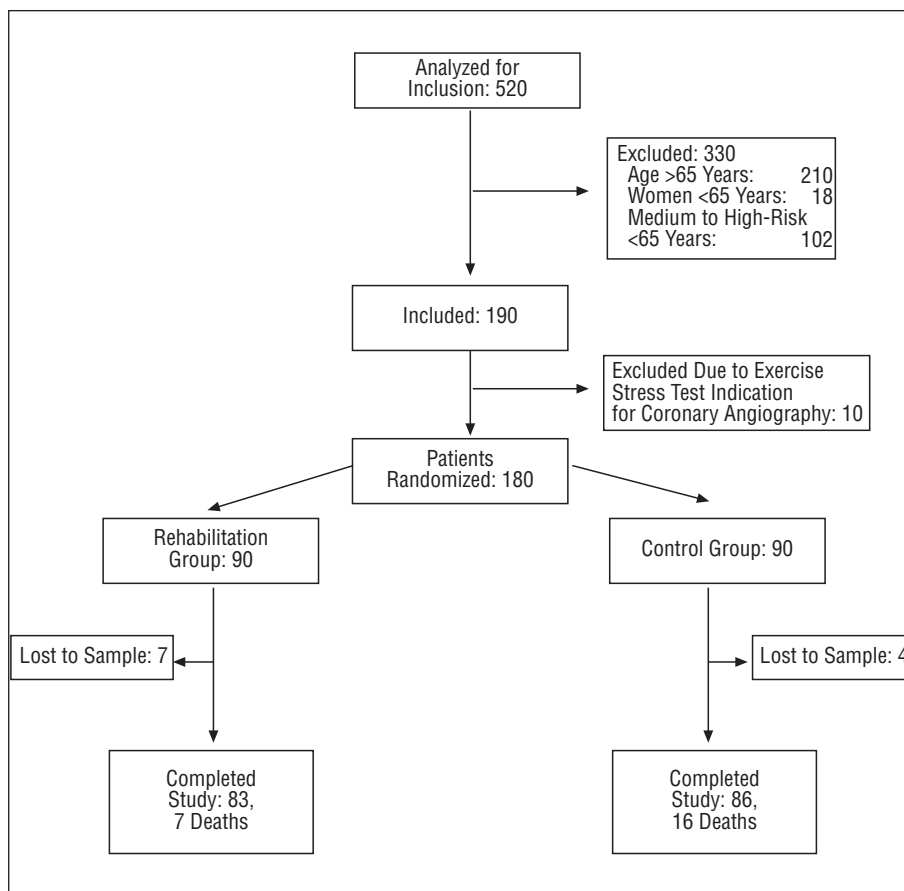 Analyzed for
Inclusion: 520
Excluded: 330
Age >65 Years: 210
Women <65 Years: 18
Medium to High-Risk
<65 Years: 102
Included: 190
Excluded Due to Exercise
Stress Test Indication
for Coronary Angiography: 10
Patients
Randomized: 180
Rehabilitation
Group: 90
Control Group: 90
Lost to Sample: 7
Lost to Sample: 4
Completed
Study: 83,
7 Deaths
Completed
Study: 86,
16 Deaths